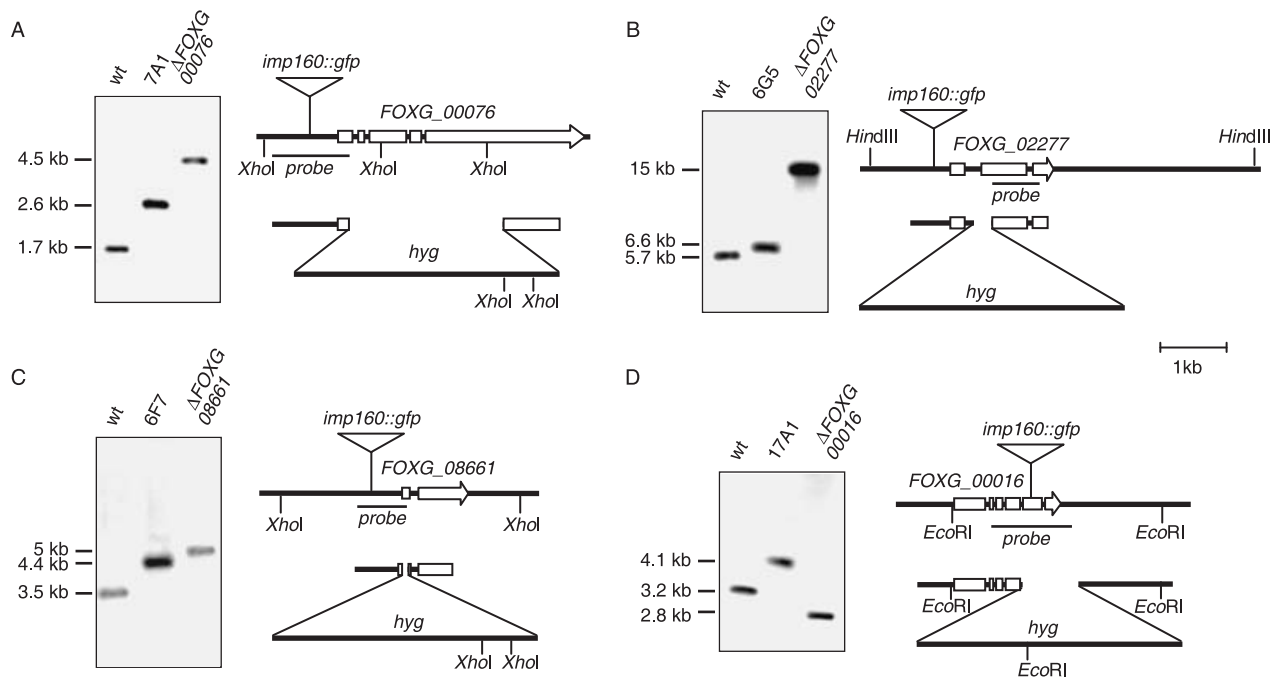 A
wt
7A1
ΔFOXG
00076
4.5 kb
2.6 kb
1.7 kb
imp160::gfp
FOXG_00076
XhoI
probe
XhoI
XhoI
hyg
XhoI
XhoI
B
wt
6G5
ΔFOXG
02277
15 kb
6.6 kb
5.7 kb
imp160::gfp
HindIII
FOXG_02277
HindIII
probe
hyg
1kb
C
wt
6F7
ΔFOXG
08661
5 kb
4.4 kb
3.5 kb
imp160::gfp
FOXG_08661
XhoI
probe
XhoI
hyg
XhoI
XhoI
D
wt
17A1
ΔFOXG
00016
4.1 kb
3.2 kb
2.8 kb
imp160::gfp
FOXG_00016
EcoRI
probe
EcoRI
EcoRI
EcoRI
hyg
EcoRI